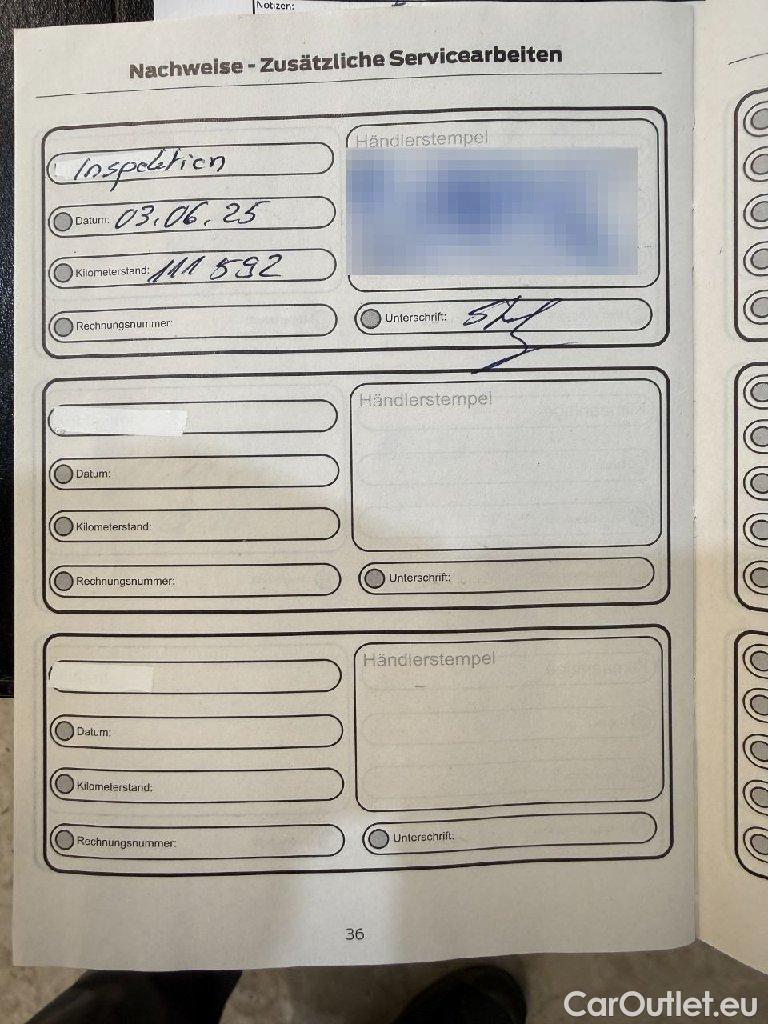 Notizen:
Nachweise - Zusätzliche Servicearbeiten
Inspektion
Händlerstempel
Datum: 03.06.25
Kilometerstand: 111 592
Rechnungsnummer:
Unterschrift:
Händlerstempel
Datum:
Kilometerstand:
Rechnungsnummer:
Unterschrift:
Händlerstempel
Datum:
Kilometerstand:
Rechnungsnummer:
Unterschrift:
36
CarOutlet.eu